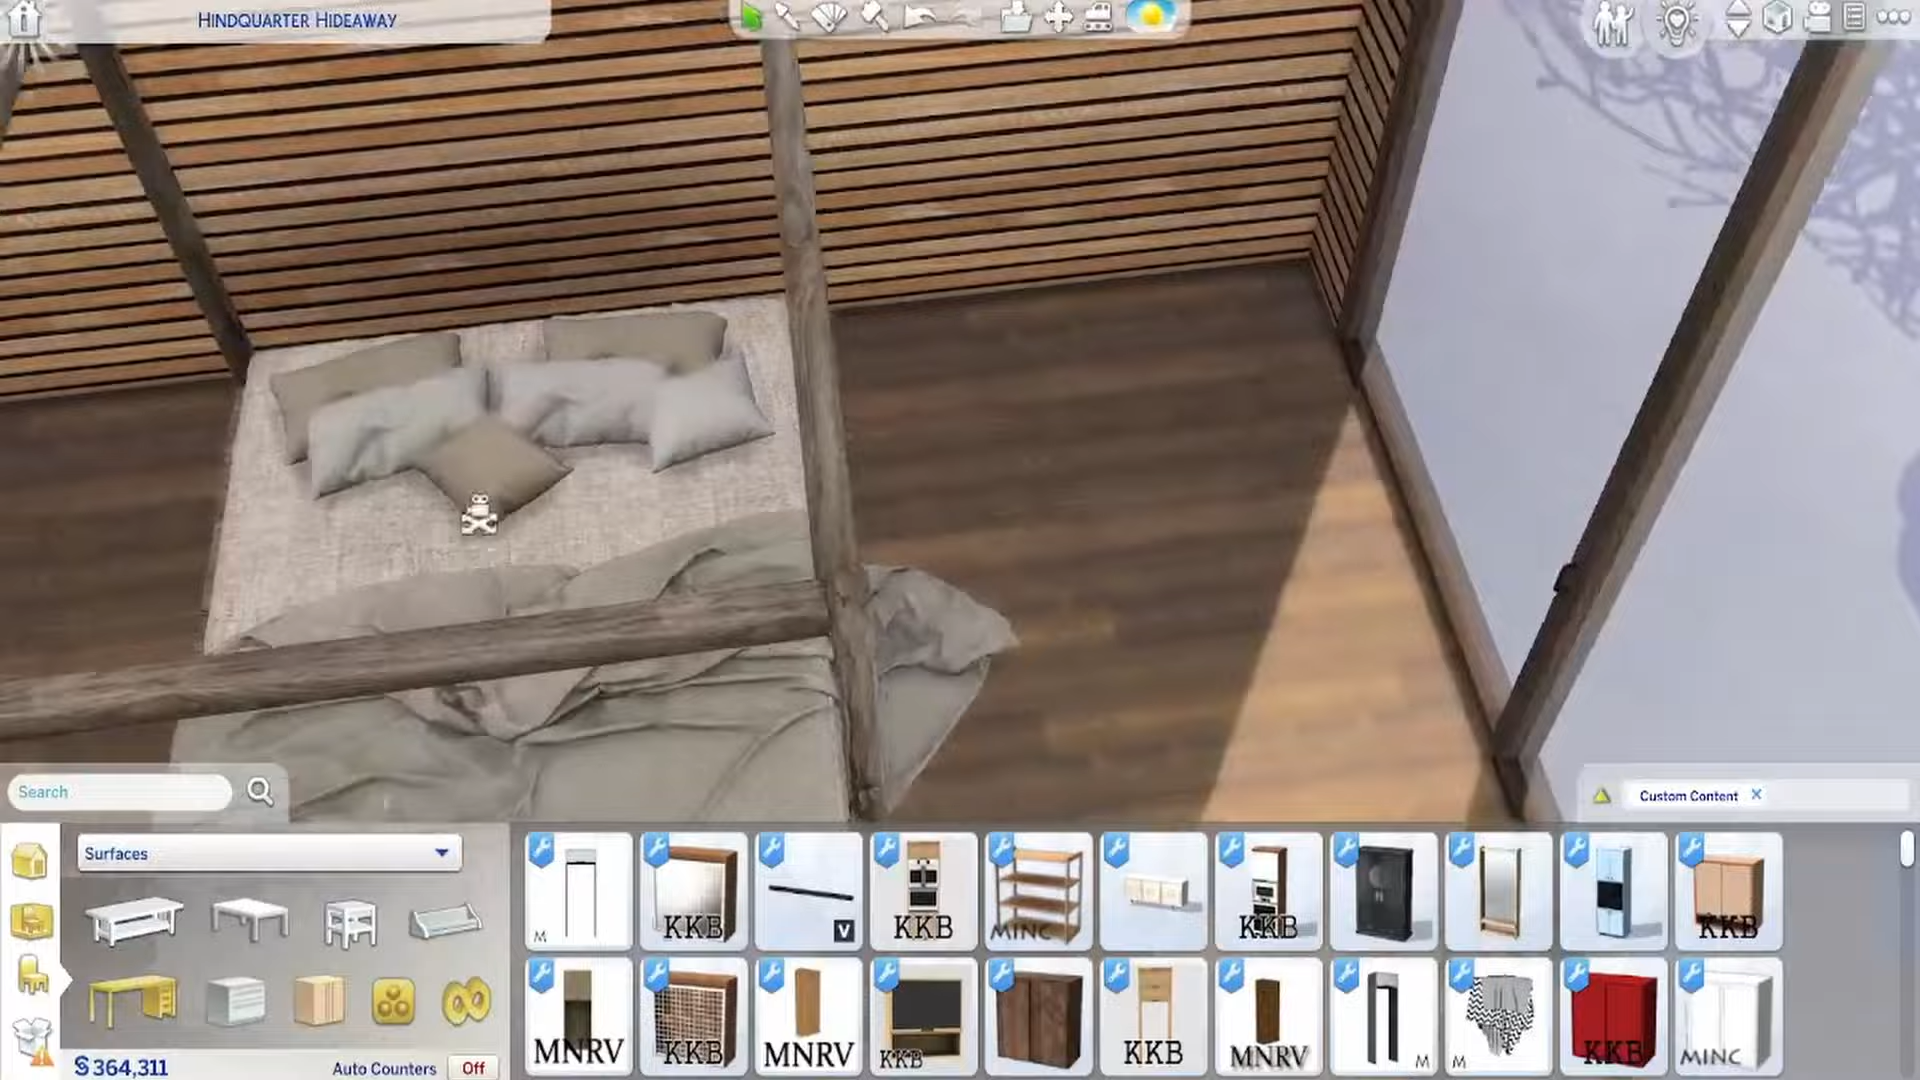 HINDQUARTER HIDEAWAY
Search
Custom Content
Surfaces
M
KKB
V
KKB
MINC
KKB
KKB
MNRV
KKB
MNRV
KKB
KKB
MNRV
M
M
KKB
MINC
§364,311
Auto Counters
Off